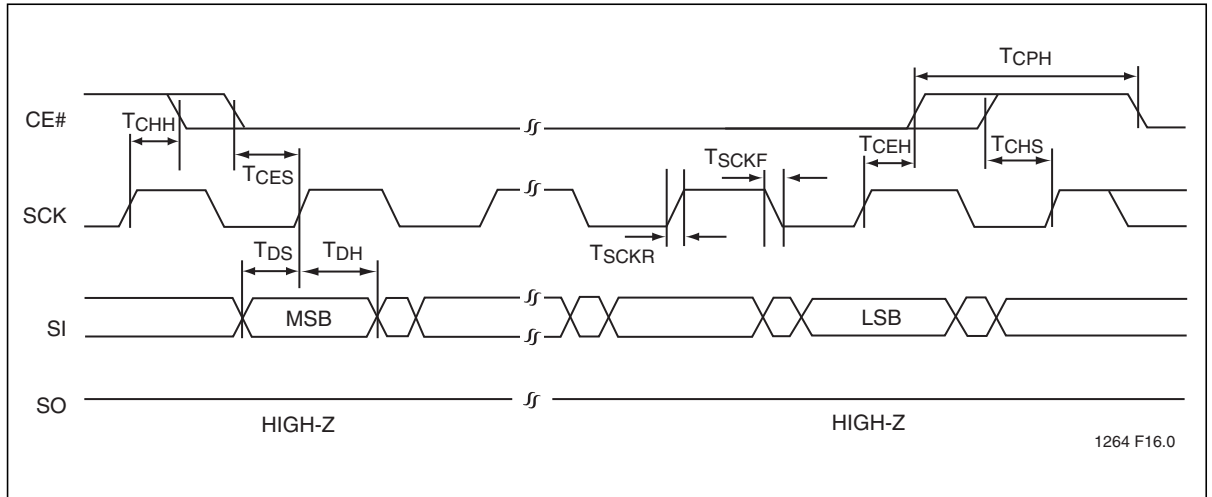 TCPH
CE#
TCHH
TCES
TSCKF
TCEH
TCHS
SCK
TDS
TDH
TSCKR
SI
MSB
LSB
SO
HIGH-Z
HIGH-Z
1264 F16.0